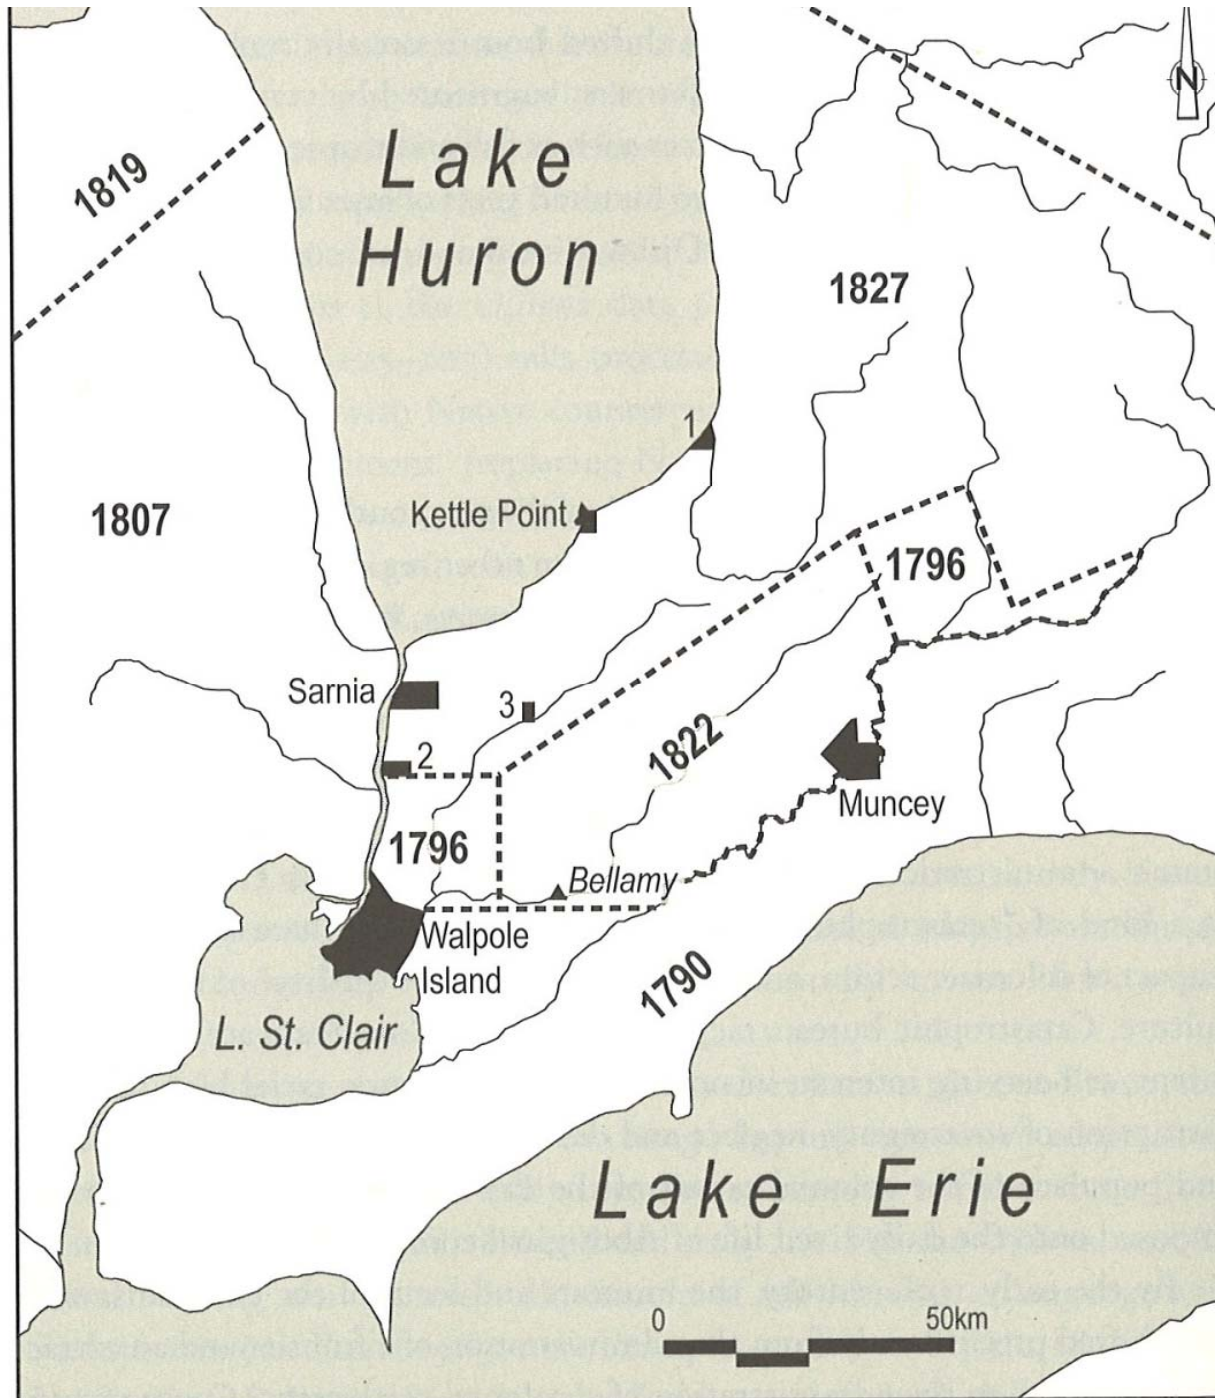 N
Lake
Huron
1819
1827
1807
1
Kettle Point
1796
Sarnia
3
2
1822
Muncey
1796
Bellamy
Walpole
Island
1790
L. St. Clair
Lake Erie
0
50km